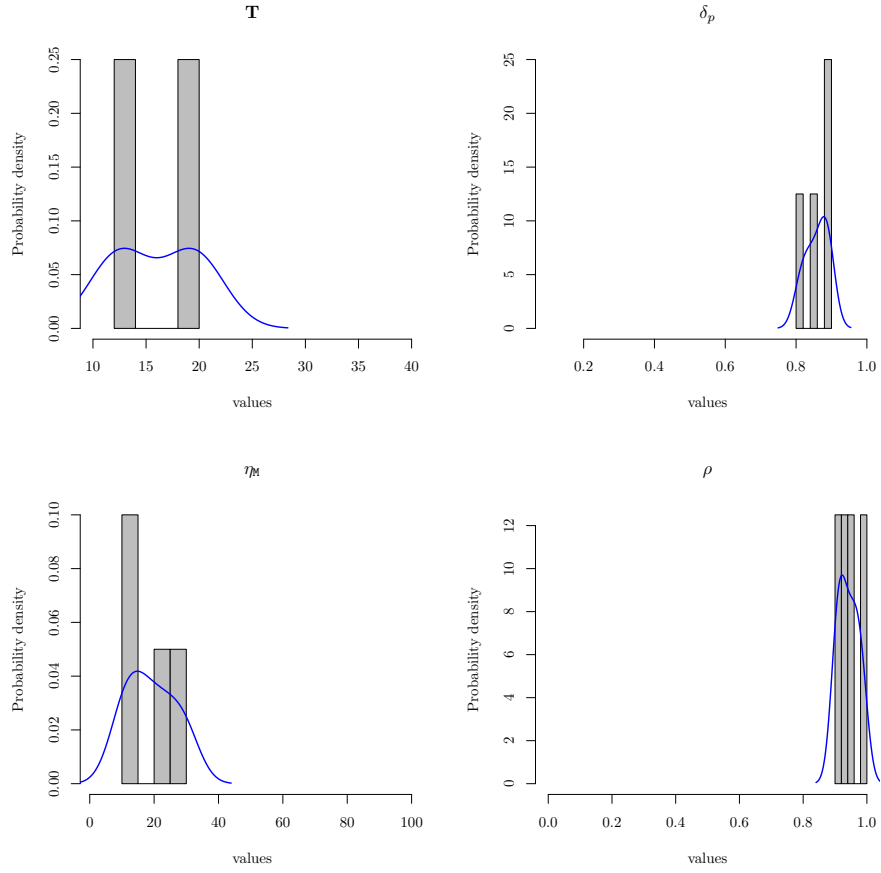 T
Probability density
0.00 0.05 0.10 0.15 0.20 0.25
10 15 20 25 30 35 40
values
δp
Probability density
0 5 10 15 20 25
0.2 0.4 0.6 0.8 1.0
values
ηM
Probability density
0.00 0.02 0.04 0.06 0.08 0.10
0 20 40 60 80 100
values
ρ
Probability density
0 2 4 6 8 10 12
0.0 0.2 0.4 0.6 0.8 1.0
values